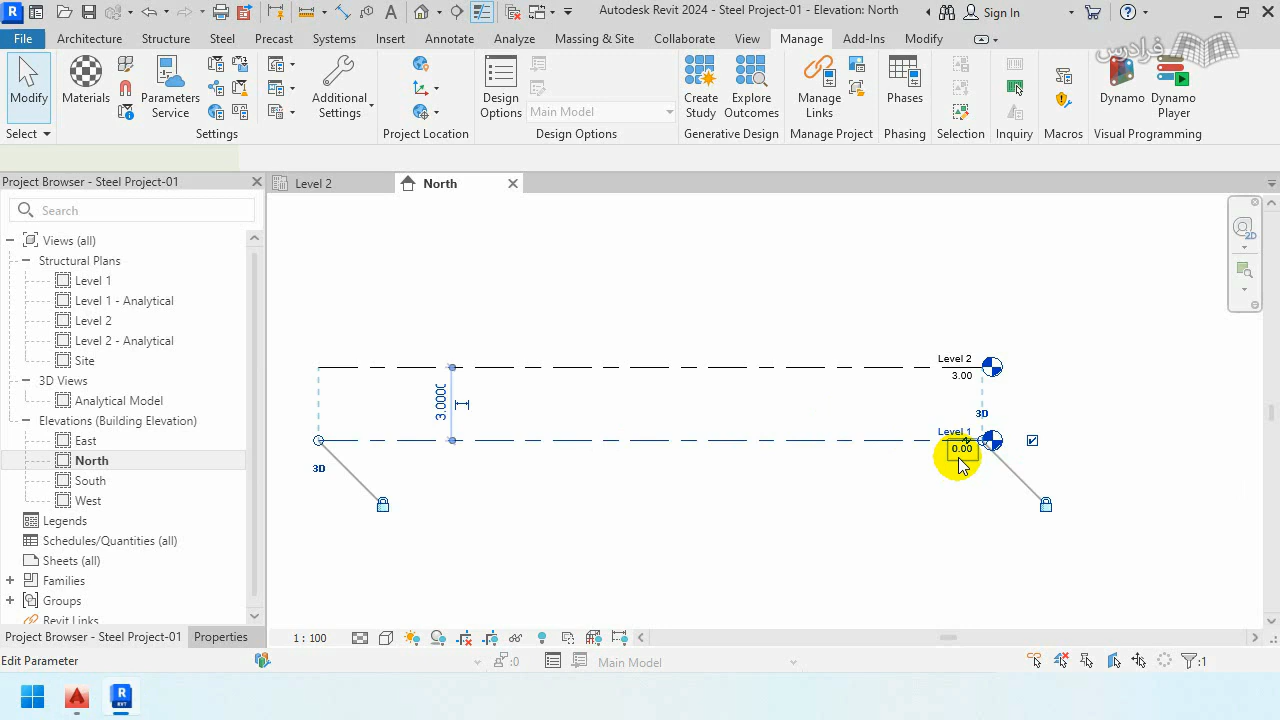 Autodesk Revit 2024 - Steel Project-01 - Elevation: North
Sign In
File Architecture Structure Steel Precast Systems Insert Annotate Analyze Massing & Site Collaborate View Manage Add-Ins Modify
فرادرس
Modify
Materials
Parameters
Service
Additional
Settings
Design
Options
Main Model
Create
Study
Explore
Outcomes
Manage
Links
Phases
Dynamo
Dynamo
Player
Select
Settings
Project Location
Design Options
Generative Design
Manage Project
Phasing
Selection
Inquiry
Macros
Visual Programming
Project Browser - Steel Project-01
Level 2
North
Search
Views (all)
Structural Plans
Level 1
Level 1 - Analytical
Level 2
Level 2 - Analytical
Site
3D Views
Analytical Model
Elevations (Building Elevation)
East
North
South
West
Legends
Schedules/Quantities (all)
Sheets (all)
Families
Groups
Revit Links
2D
Level 2
3.00
3.0000
3D
Level 1
0.00
3D
Project Browser - Steel Project-01
Properties
1 : 100
Edit Parameter
:0
Main Model
:1